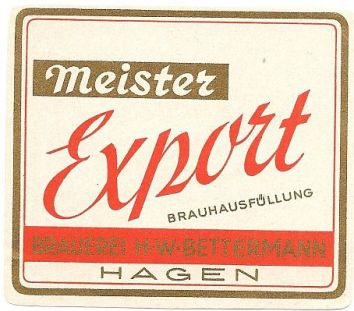 Meister
Export
BRAUHAUSFÜLLUNG
BRAUEREI H·W·BETTERMANN
HAGEN